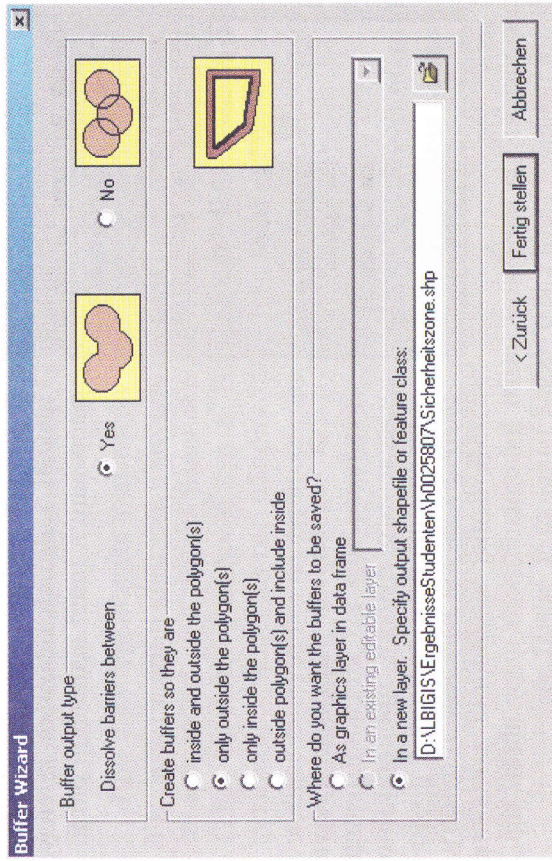 Buffer Wizard
Buffer output type
Dissolve barriers between
Yes
No
Create buffers so they are
inside and outside the polygon(s)
only outside the polygon(s)
only inside the polygon(s)
outside polygon(s) and include inside
Where do you want the buffers to be saved?
As graphics layer in data frame
In an existing editable layer
In a new layer. Specify output shapefile or feature class:
D:\LBIGIS\ErgebnisseStudenten\h0025807\Sicherheitszone.shp
< Zurück
Fertig stellen
Abbrechen